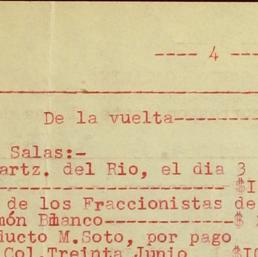 ---- 4 --
De la vuelta--------
Salas:-
artz. del Rio, el dia 3
------------------ $I
de los Fraccionistas de
món Blanco------------$
ducto M.Soto, por pago
Col.Treinta Junio $IO